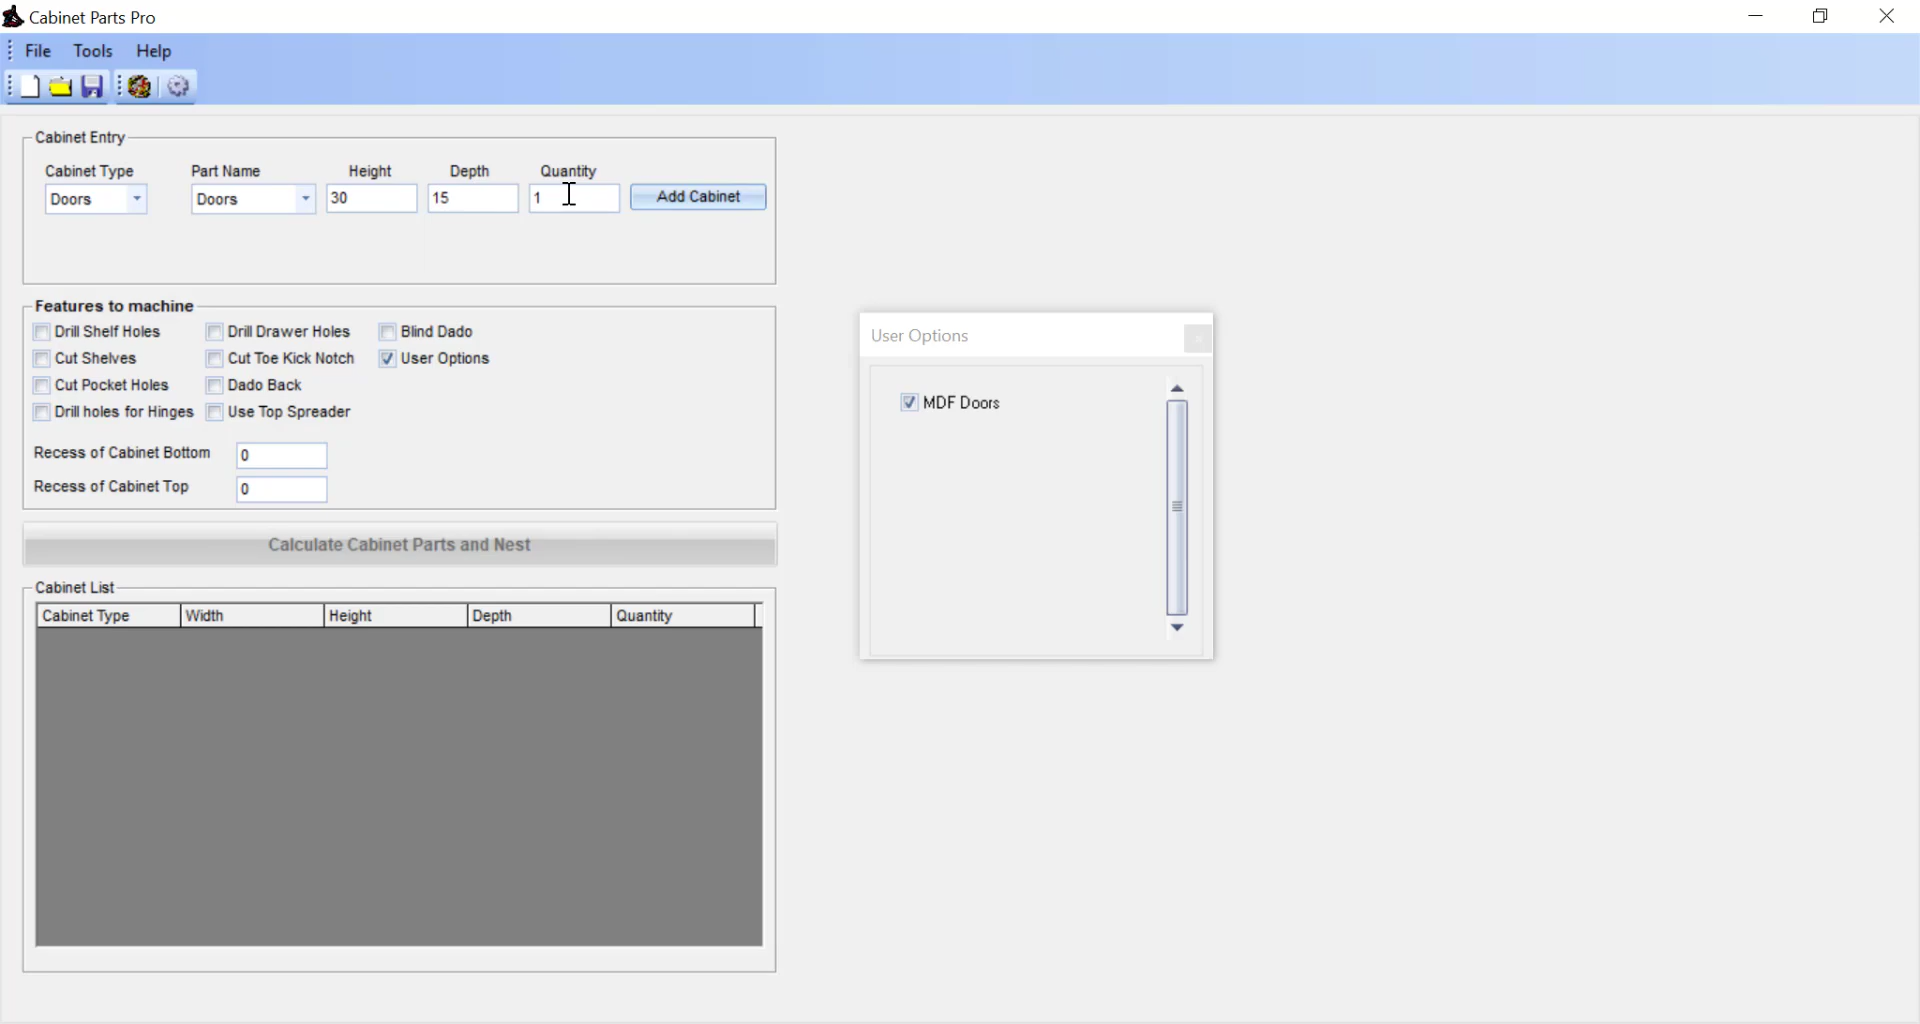 Cabinet Parts Pro
File Tools Help
Cabinet Entry
Cabinet Type Part Name Height Depth Quantity
Doors Doors 30 15 1 Add Cabinet
Features to machine
Drill Shelf Holes Drill Drawer Holes Blind Dado
Cut Shelves Cut Toe Kick Notch User Options
Cut Pocket Holes Dado Back
Drill holes for Hinges Use Top Spreader
Recess of Cabinet Bottom 0
Recess of Cabinet Top 0
Calculate Cabinet Parts and Nest
Cabinet List
Cabinet Type Width Height Depth Quantity
User Options
MDF Doors